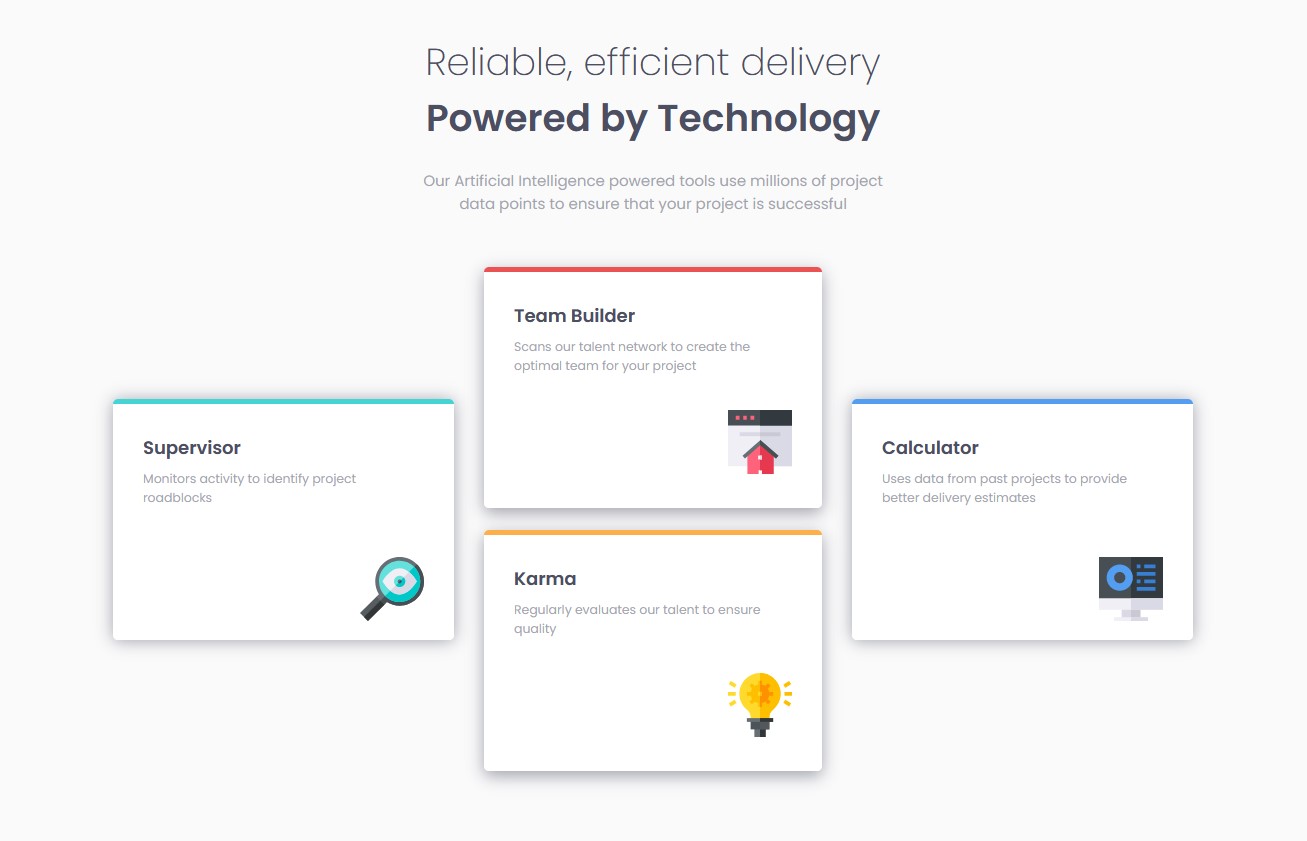 Reliable, efficient delivery
Powered by Technology
Our Artificial Intelligence powered tools use millions of project
data points to ensure that your project is successful
Team Builder
Scans our talent network to create the
optimal team for your project
Supervisor
Monitors activity to identify project
roadblocks
Calculator
Uses data from past projects to provide
better delivery estimates
Karma
Regularly evaluates our talent to ensure
quality